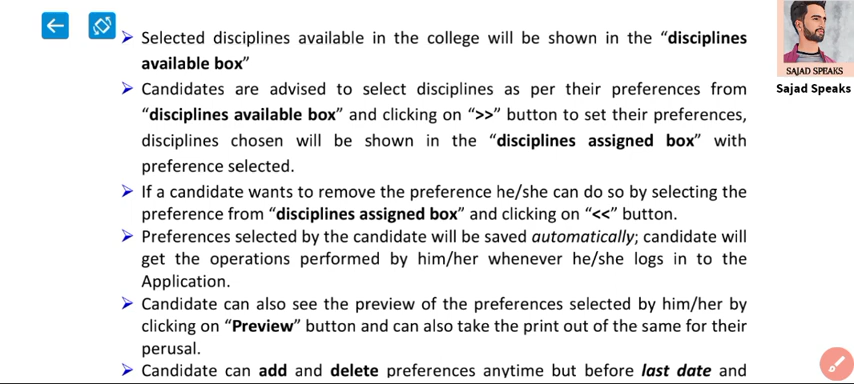 Selected disciplines available in the college will be shown in the “disciplines
available box”
Candidates are advised to select disciplines as per their preferences from
“disciplines available box” and clicking on “>>” button to set their preferences,
disciplines chosen will be shown in the “disciplines assigned box” with
preference selected.
If a candidate wants to remove the preference he/she can do so by selecting the
preference from “disciplines assigned box” and clicking on “<<” button.
Preferences selected by the candidate will be saved automatically; candidate will
get the operations performed by him/her whenever he/she logs in to the
Application.
Candidate can also see the preview of the preferences selected by him/her by
clicking on “Preview” button and can also take the print out of the same for their
perusal.
Candidate can add and delete preferences anytime but before last date and
SAJAD SPEAKS
Sajad Speaks